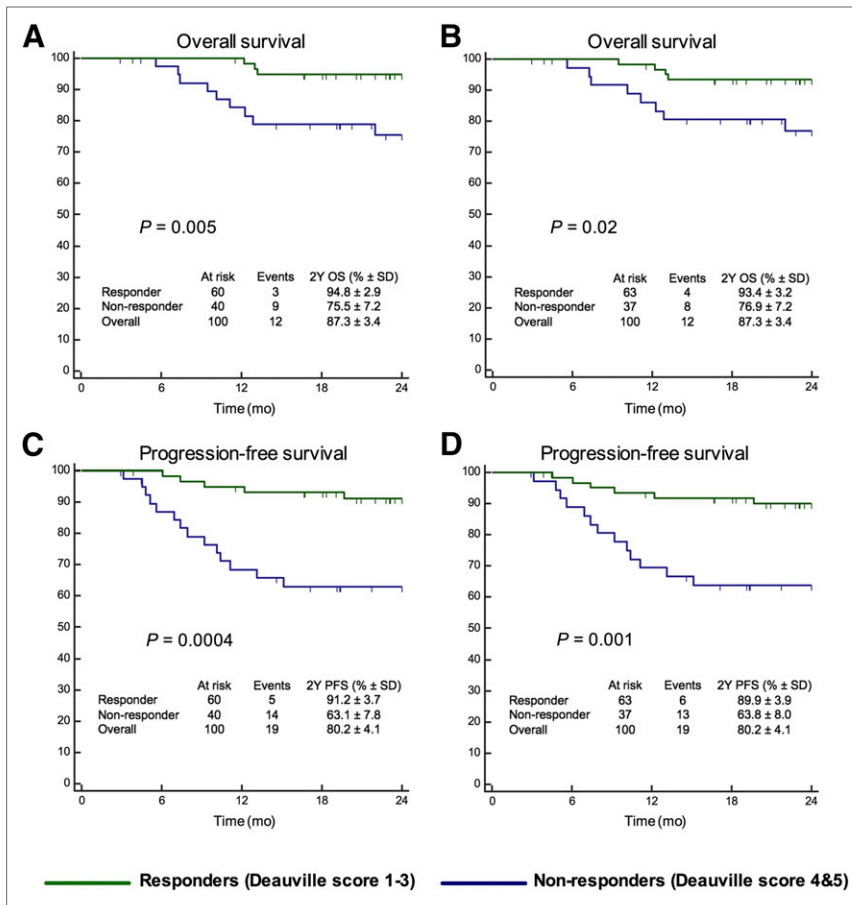 A
Overall survival
100
90
80
70
60
50
40
30
20
10
0
P = 0.005
At risk Events 2Y OS (% ± SD)
Responder 60 3 94.8 ± 2.9
Non-responder 40 9 75.5 ± 7.2
Overall 100 12 87.3 ± 3.4
0 6 12 18 24
Time (mo)
B
Overall survival
100
90
80
70
60
50
40
30
20
10
0
P = 0.02
At risk Events 2Y OS (% ± SD)
Responder 63 4 93.4 ± 3.2
Non-responder 37 8 76.9 ± 7.2
Overall 100 12 87.3 ± 3.4
0 6 12 18 24
Time (mo)
C
Progression-free survival
100
90
80
70
60
50
40
30
20
10
0
P = 0.0004
At risk Events 2Y PFS (% ± SD)
Responder 60 5 91.2 ± 3.7
Non-responder 40 14 63.1 ± 7.8
Overall 100 19 80.2 ± 4.1
0 6 12 18 24
Time (mo)
D
Progression-free survival
100
90
80
70
60
50
40
30
20
10
0
P = 0.001
At risk Events 2Y PFS (% ± SD)
Responder 63 6 89.9 ± 3.9
Non-responder 37 13 63.8 ± 8.0
Overall 100 19 80.2 ± 4.1
0 6 12 18 24
Time (mo)
Responders (Deauville score 1-3)
Non-responders (Deauville score 4&5)